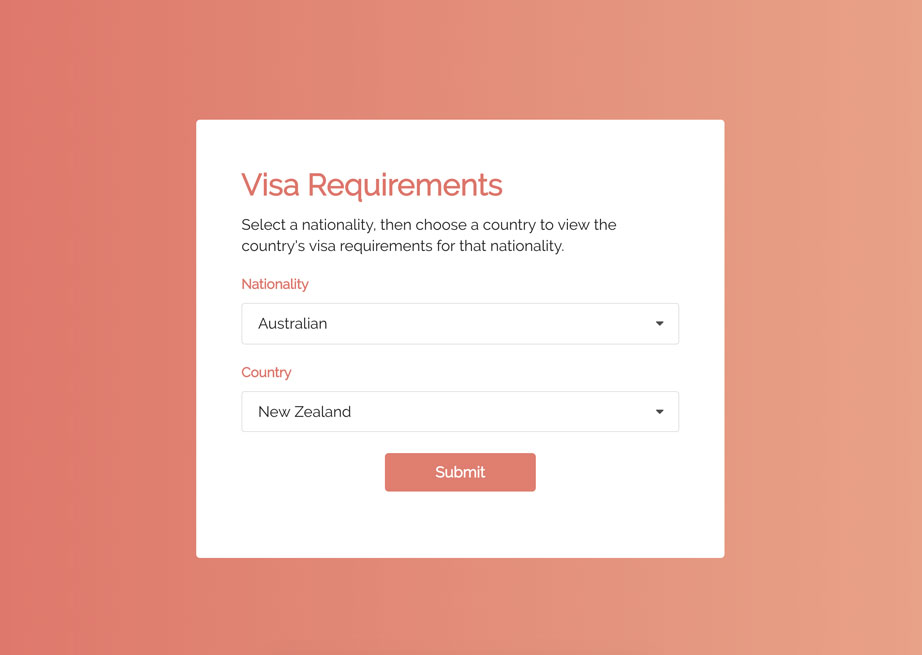 Visa Requirements
Select a nationality, then choose a country to view the
country's visa requirements for that nationality.
Nationality
Australian
Country
New Zealand
Submit